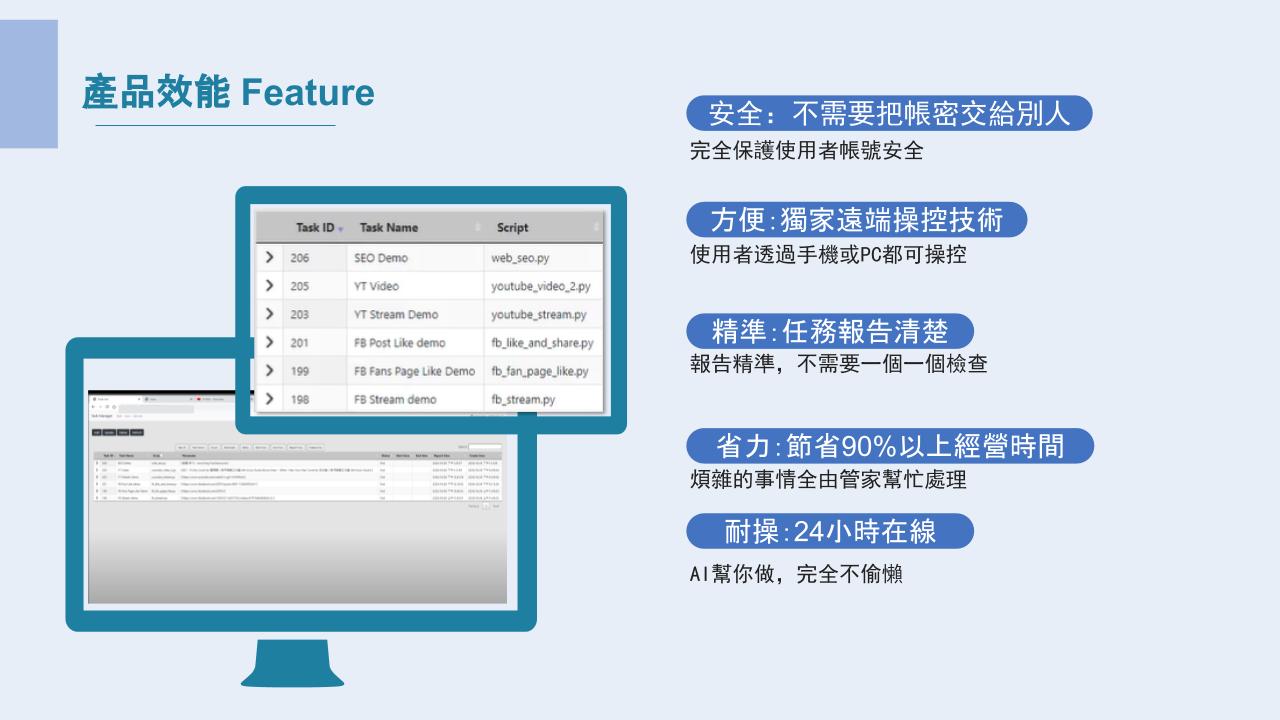 產品效能 Feature
Task ID Task Name Script
206 SEO Demo web_seo.py
205 YT Video youtube_video_2.py
203 YT Stream Demo youtube_stream.py
201 FB Post Like demo fb_like_and_share.py
199 FB Fans Page Like Demo fb_fan_page_like.py
198 FB Stream demo fb_stream.py
安全：不需要把帳密交給別人
完全保護使用者帳號安全
方便:獨家遠端操控技術
使用者透過手機或PC都可操控
精準:任務報告清楚
報告精準，不需要一個一個檢查
省力:節省90%以上經營時間
煩雜的事情全由管家幫忙處理
耐操:24小時在線
AI幫你做，完全不偷懶